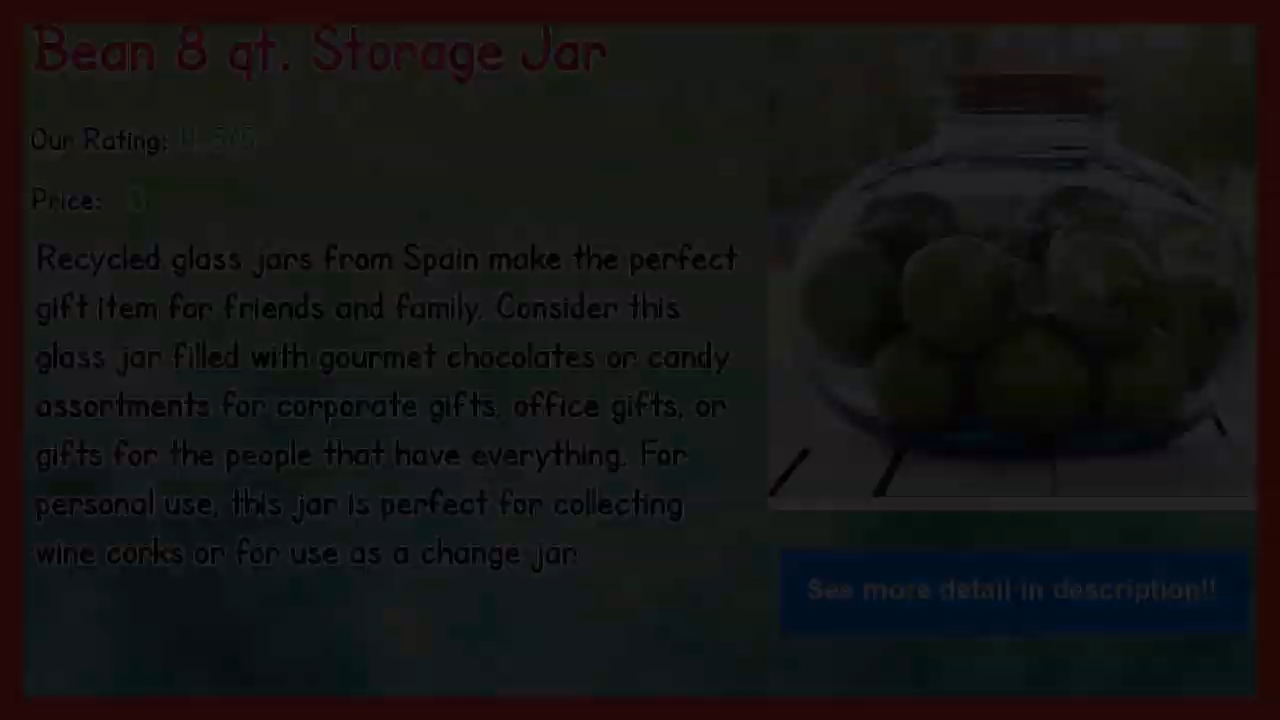 Bean 8 qt. Storage Jar
Our Rating:
Price:
Recycled glass jars from Spain make the perfect
gift item for friends and family. Consider this
glass jar filled with gourmet chocolates or candy
assortments for corporate gifts, office gifts, or
gifts for the people that have everything. For
personal use, this jar is perfect for collecting
wine corks or for use as a change jar.
See more detail in description!!